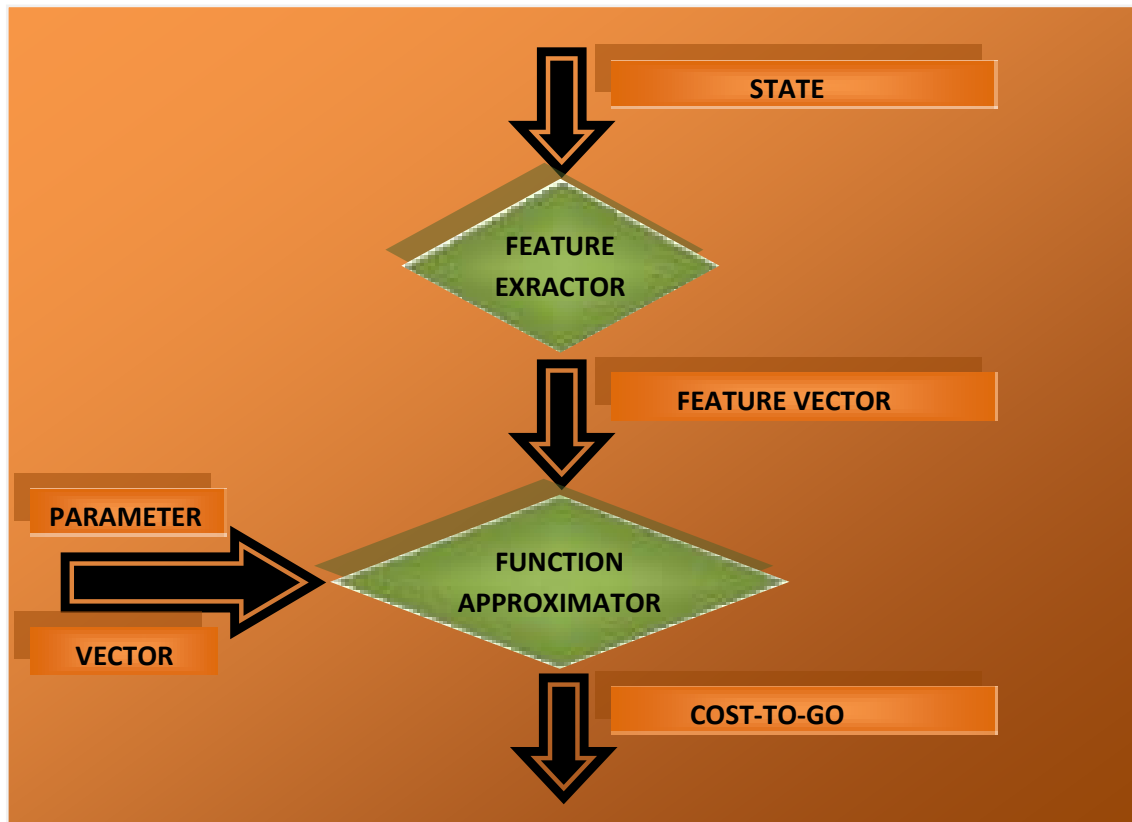 STATE
FEATURE
EXRACTOR
FEATURE VECTOR
PARAMETER
FUNCTION
APPROXIMATOR
VECTOR
COST-TO-GO